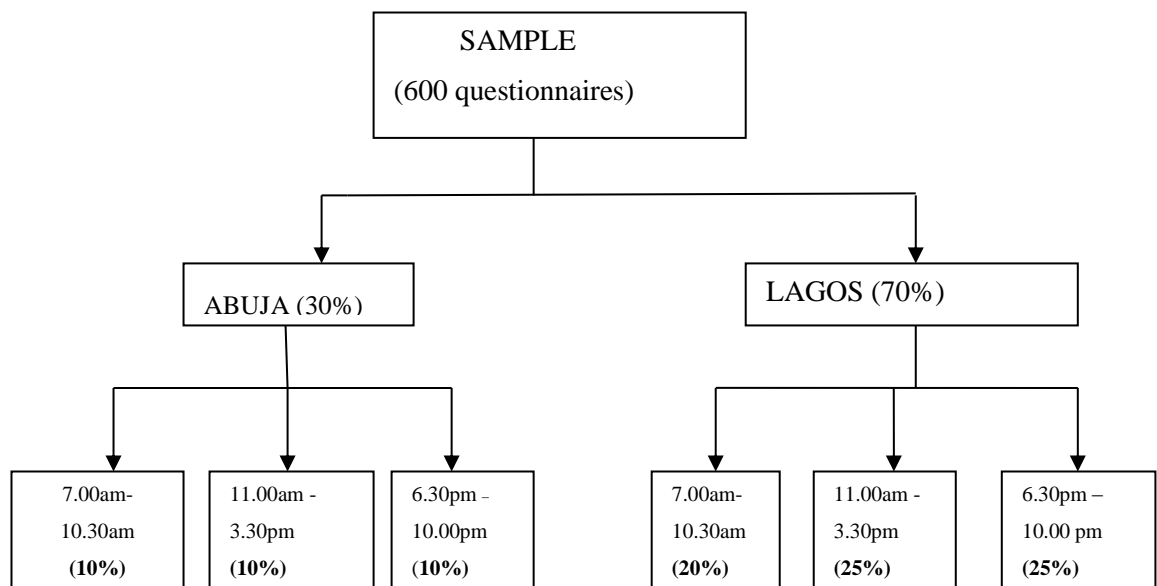 SAMPLE
(600 questionnaires)
ABUJA (30%)
LAGOS (70%)
7.00am-
10.30am
(10%)
11.00am -
3.30pm
(10%)
6.30pm –
10.00pm
(10%)
7.00am-
10.30am
(20%)
11.00am -
3.30pm
(25%)
6.30pm –
10.00 pm
(25%)